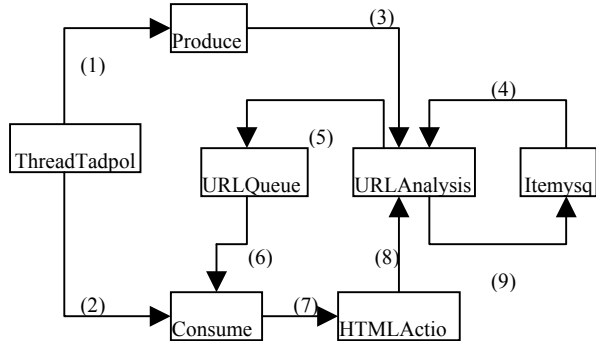 Produce
(3)
(1)
(4)
(5)
ThreadTadpol
URLQueue
URLAnalysis
Itemysq
(6)
(8)
(9)
(2)
(7)
Consume
HTMLActio